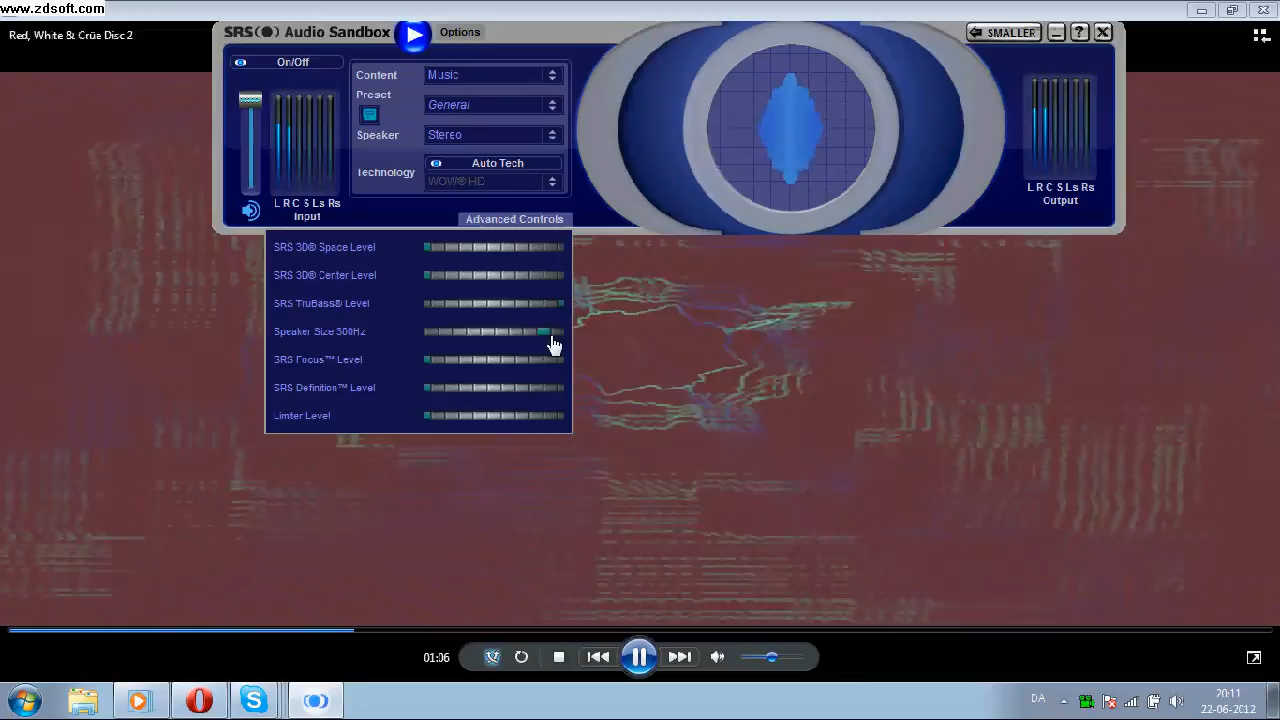 www.zdsoft.com
SRS(●) Audio Sandbox
Options
SMALLER
Red, White & Crüe Disc 2
On/Off
Content
Music
Preset
General
Speaker
Stereo
Technology
Auto Tech
WOW® HD
L R C S Ls Rs
Input
L R C S Ls Rs
Output
Advanced Controls
SRS 3D® Space Level
SRS 3D® Center Level
SRS TruBass® Level
Speaker Size 300Hz
SRS Focus™ Level
SRS Definition™ Level
Limter Level
01:06
DA
20:11
22-06-2012